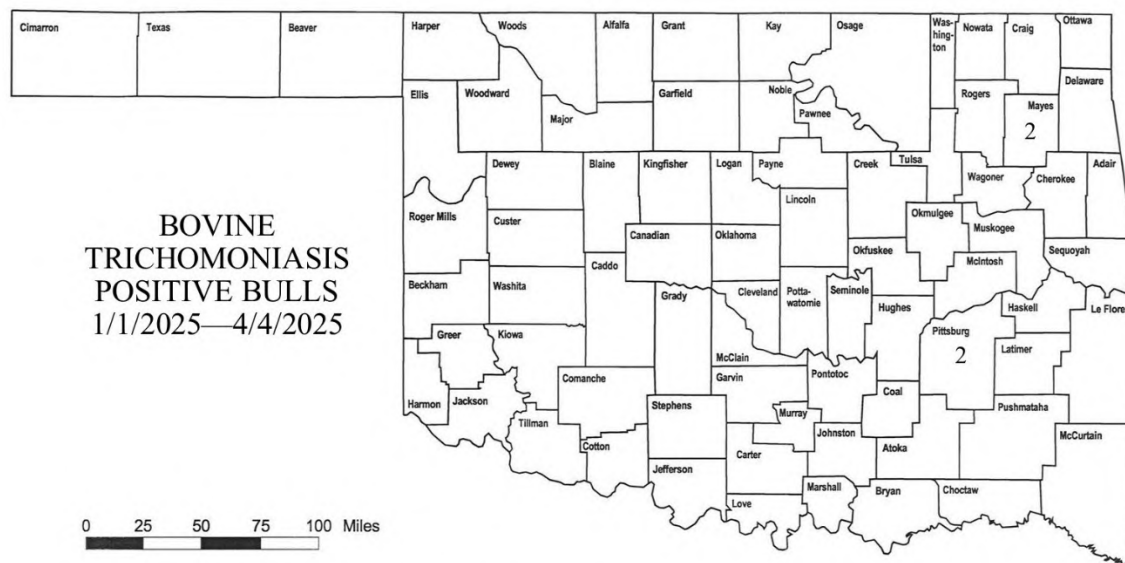 Cimarron
Texas
Beaver
Harper
Woods
Alfalfa
Grant
Kay
Osage
Was-
hing-
ton
Nowata
Craig
Ottawa
Ellis
Woodward
Major
Garfield
Noble
Pawnee
Rogers
Mayes
2
Delaware
Dewey
Blaine
Kingfisher
Logan
Payne
Creek
Tulsa
Wagoner
Cherokee
Adair
Roger Mills
Custer
Canadian
Oklahoma
Lincoln
Okmulgee
Muskogee
BOVINE
TRICHOMONIASIS
POSITIVE BULLS
1/1/2025—4/4/2025
Beckham
Washita
Caddo
Grady
Cleveland
Potta-
watomie
Seminole
Okfuskee
McIntosh
Sequoyah
Hughes
Haskell
Le Flore
Greer
Kiowa
McClain
Pittsburg
2
Latimer
Harmon
Jackson
Comanche
Garvin
Pontotoc
Coal
Pushmataha
Tillman
Stephens
Murray
Johnston
Atoka
McCurtain
Cotton
Carter
Jefferson
Love
Marshall
Bryan
Choctaw
0 25 50 75 100 Miles